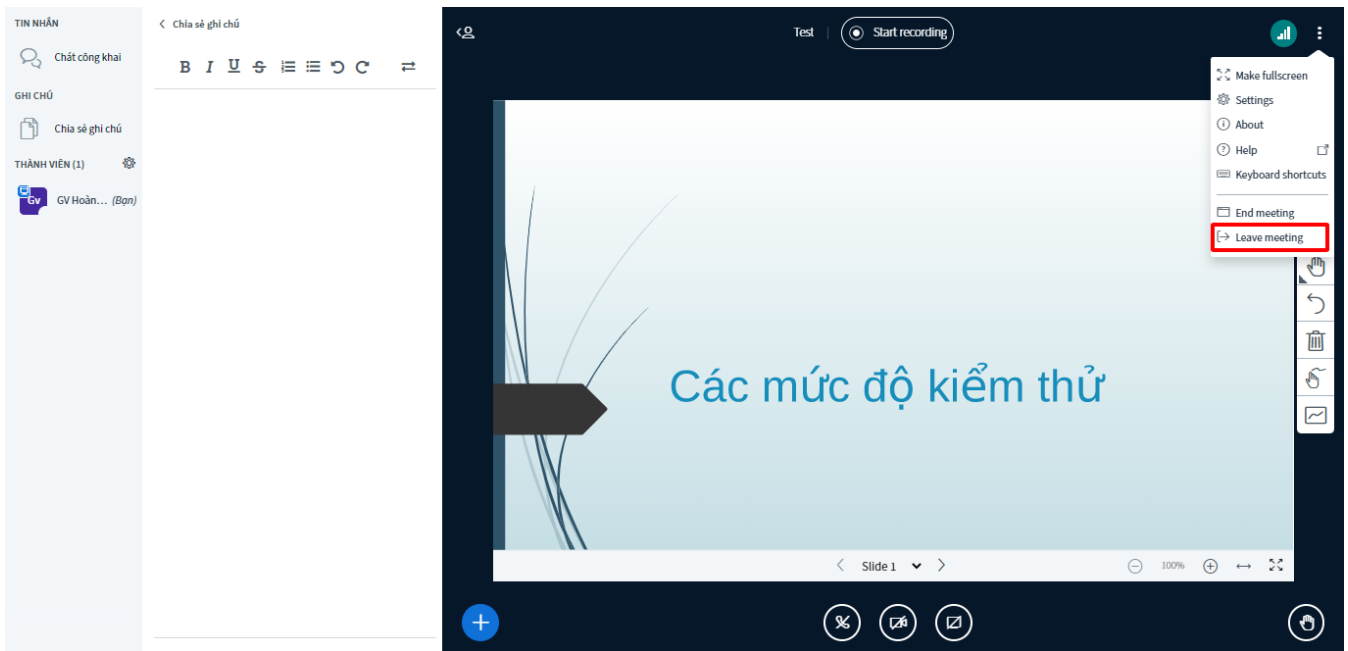 TIN NHẮN
Chát công khai
GHI CHÚ
Chia sẻ ghi chú
THÀNH VIÊN (1)
Gv
GV Hoàn... (Bạn)
Chia sẻ ghi chú
B I U S
Test
Start recording
Make fullscreen
Settings
About
Help
Keyboard shortcuts
End meeting
Leave meeting
Các mức độ kiểm thử
Slide 1
100%